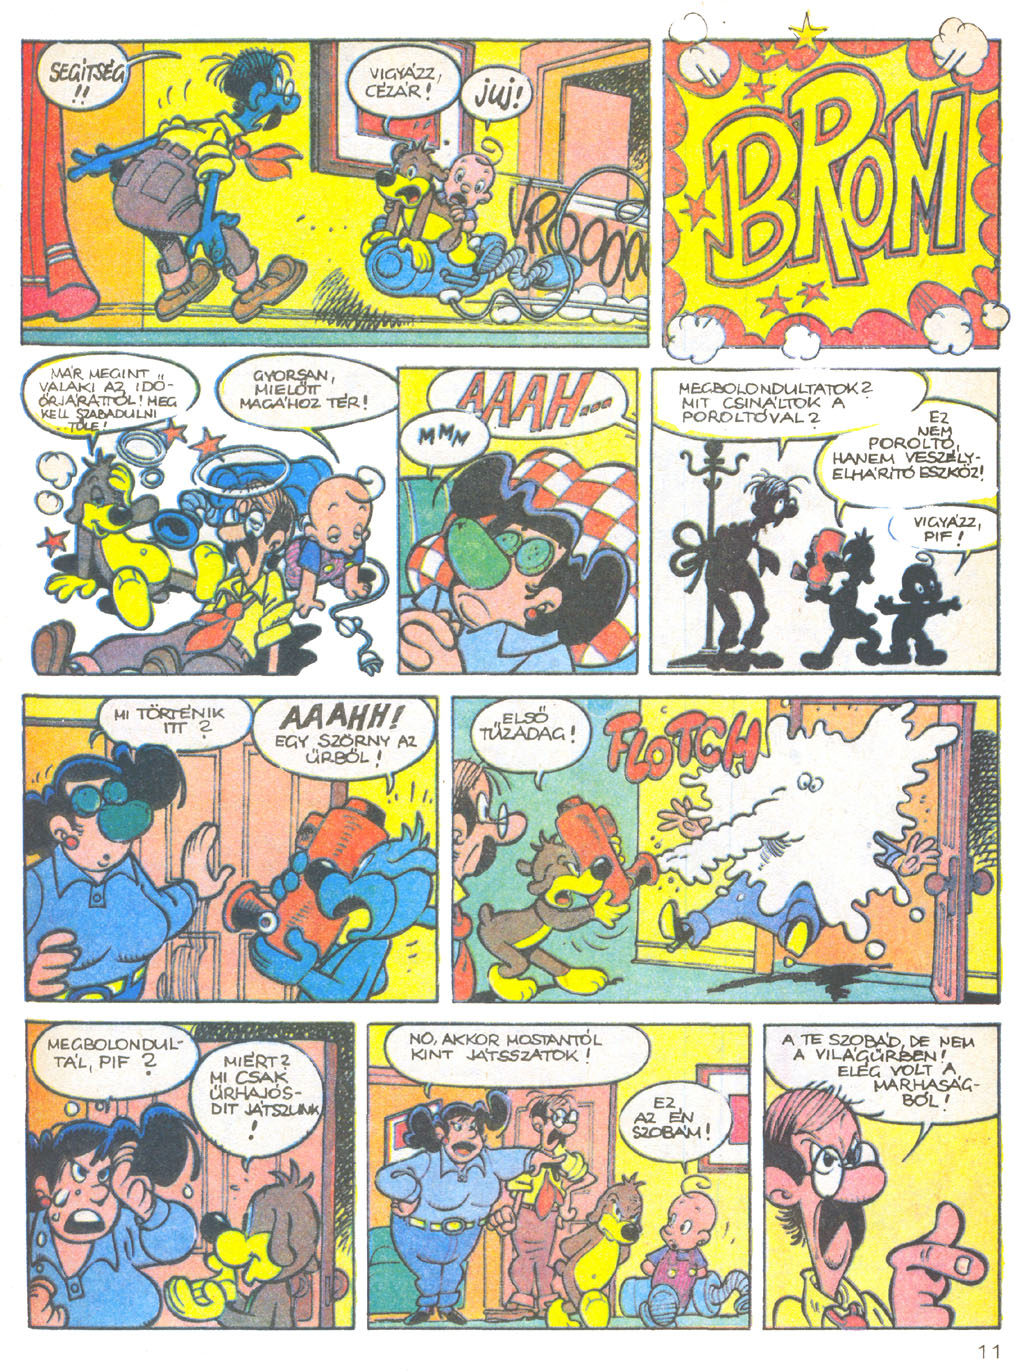 SEGÍTSÉG
!!
VIGYÁZZ,
CÉZÁR!
JUJ!
VROOOÁÁÁ
BROM
MÁR MEGINT
VALAKI AZ IDŐ-
ŐRJÁRATTÓL! MEG
KELL SZABADULNI
TŐLE!
GYORSAN,
MIELŐTT
MAGÁHOZ TÉR!
AAAH...
MMM
MEGBOLONDULTATOK?
MIT CSINÁLTOK A
POROLTÓVAL?
EZ
NEM
POROLTÓ,
HANEM VESZÉLY-
ELHÁRÍTÓ ESZKÖZ!
VIGYÁZZ,
PIF!
MI TÖRTÉNIK
ITT?
AAAHH!
EGY SZÖRNY AZ
ŰRBŐL!
ELSŐ
TŰZADAG!
FLOTCH
MEGBOLONDUL-
TÁL, PIF?
MIÉRT?
MI CSAK
ŰRHAJÓS-
DIT JÁTSZUNK
!
NO, AKKOR MOSTANTÓL
KINT JÁTSSZATOK!
EZ
AZ ÉN
SZOBÁM!
A TE SZOBÁD, DE NEM
A VILÁGŰRBEN!
ELÉG VOLT A
MARHASÁG-
BÓL!
11